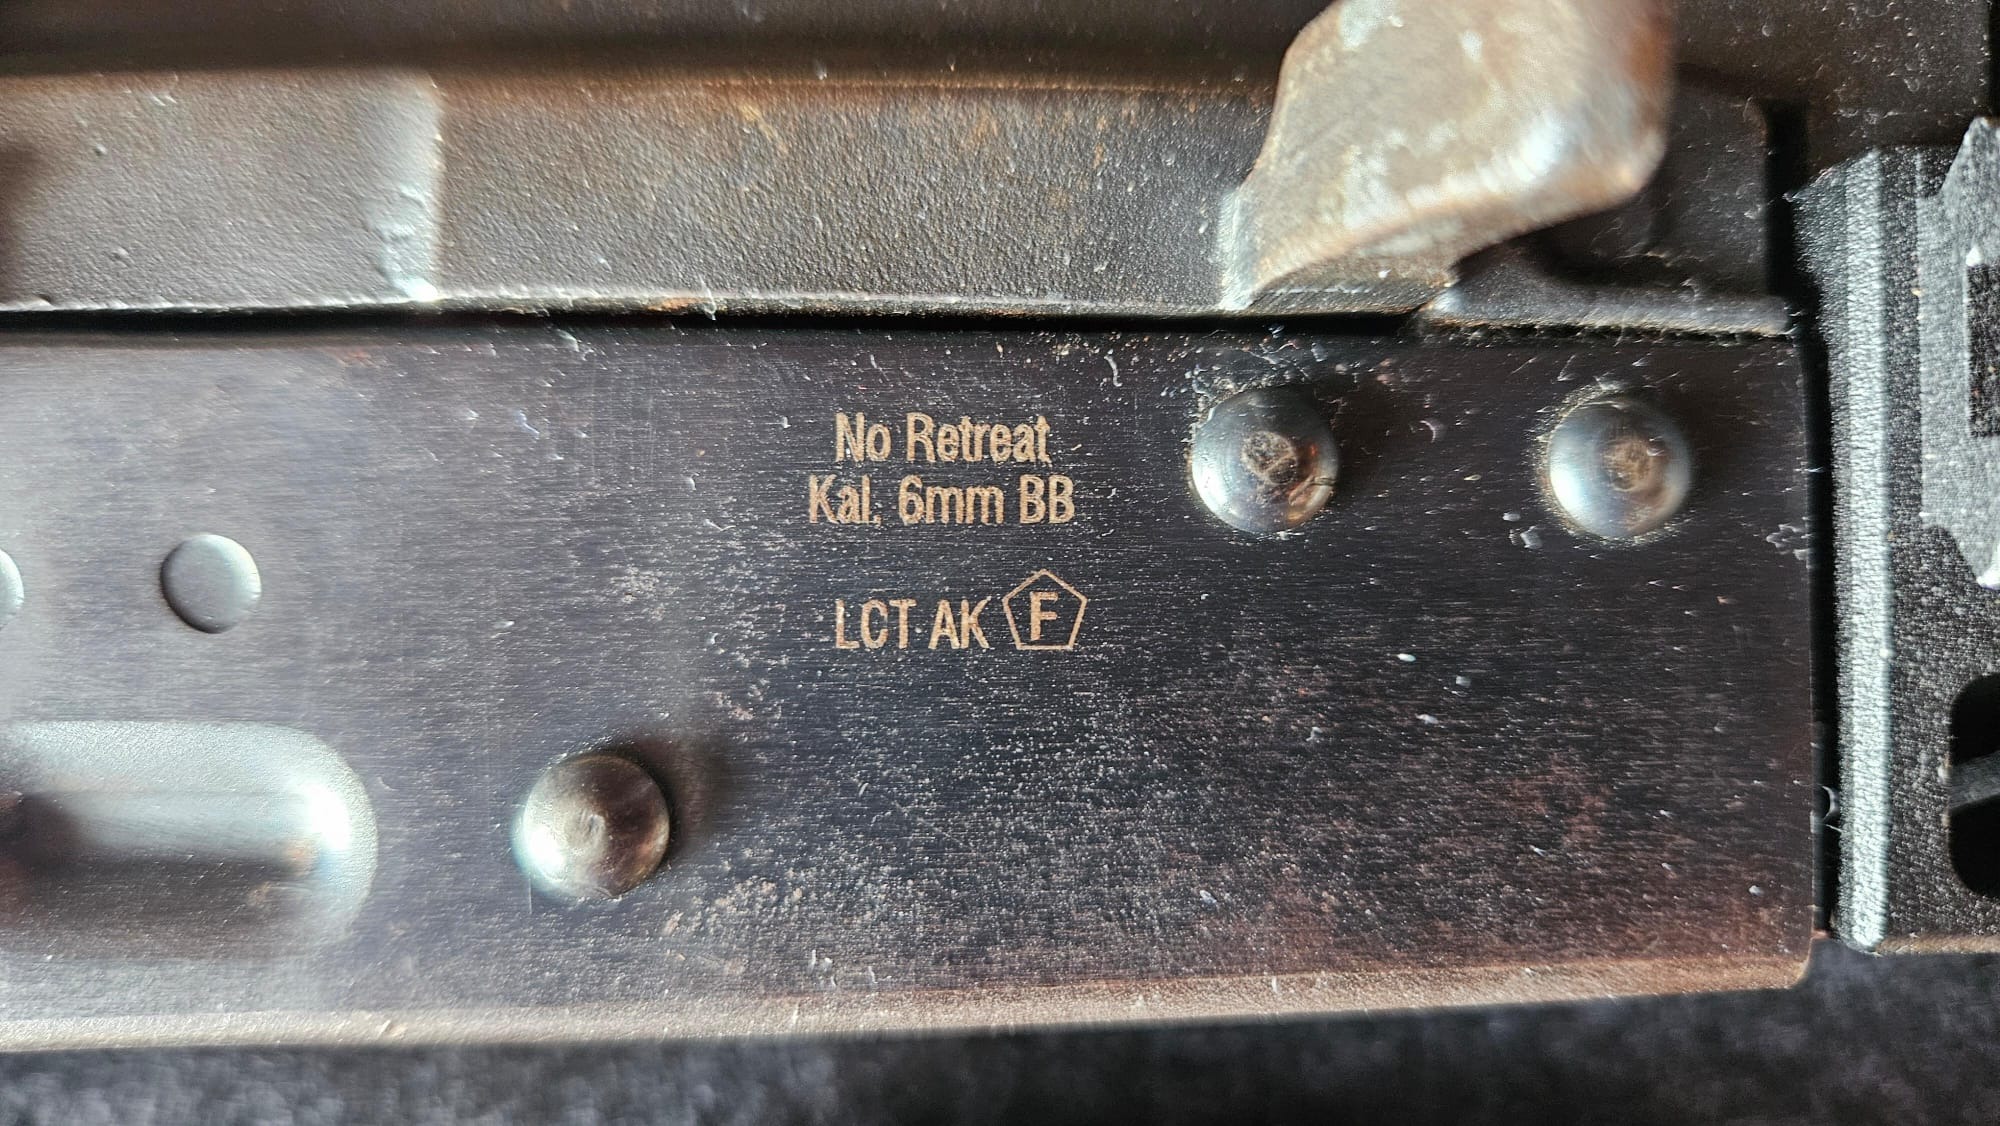 No Retreat
Kal. 6mm BB
LCT AK F